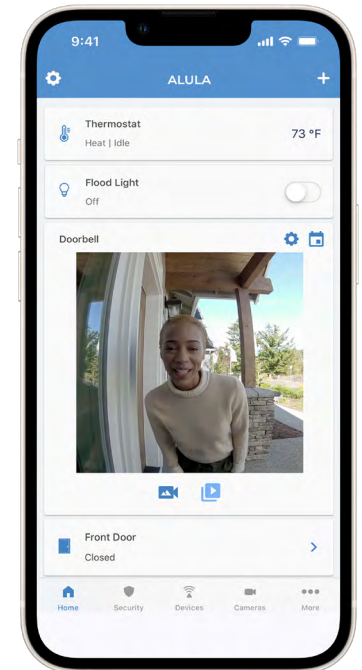 9:41
ALULA
Thermostat
Heat | Idle
73 °F
Flood Light
Off
Doorbell
Front Door
Closed
Home
Security
Devices
Cameras
More